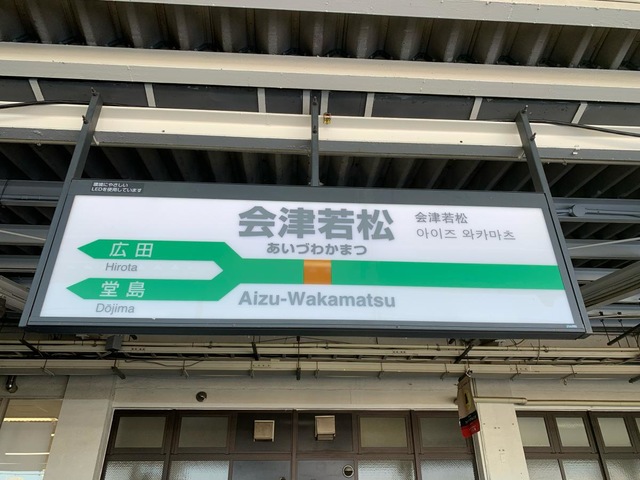 環境にやさしい
LEDを使用しています
会津若松
あいづわかまつ
会津若松
아이즈 와카마츠
広田
Hirota
堂島
Dōjima
Aizu-Wakamatsu